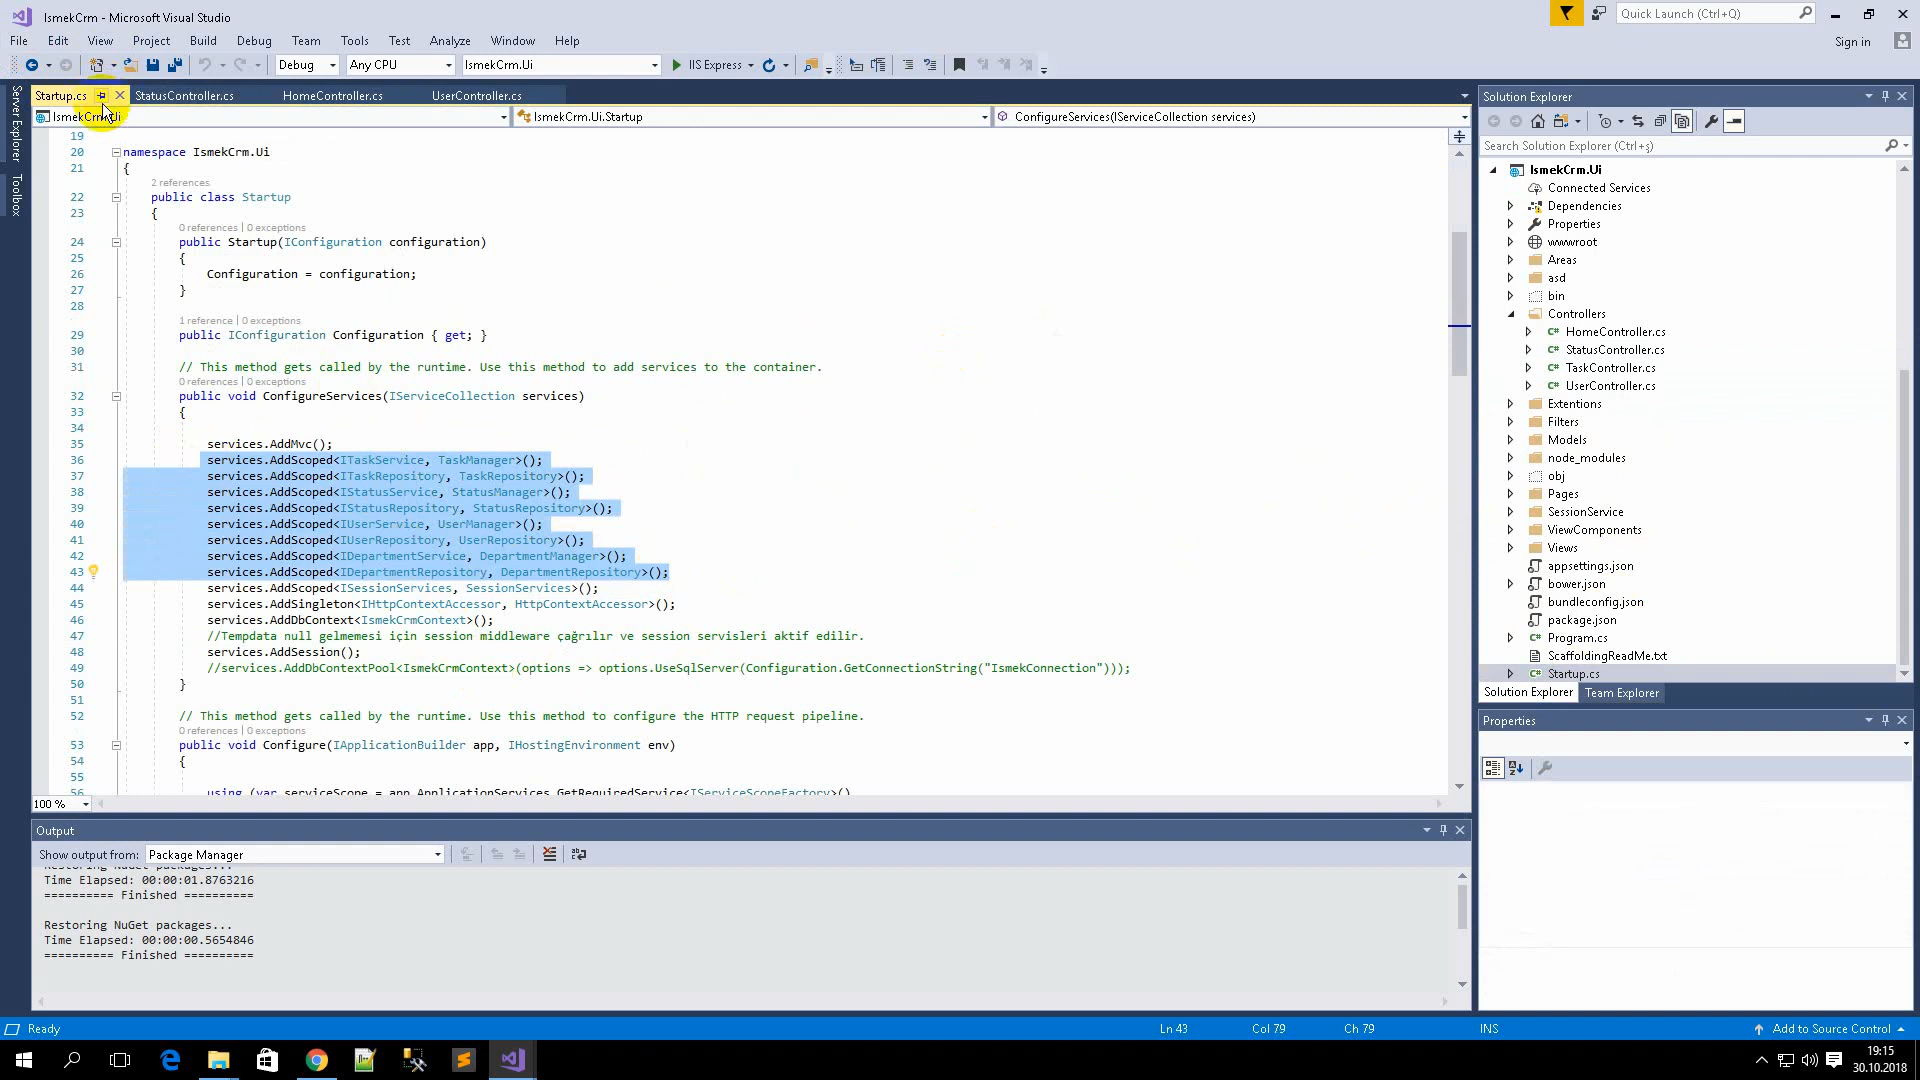 IsmekCrm - Microsoft Visual Studio
Quick Launch (Ctrl+Q)
File Edit View Project Build Debug Team Tools Test Analyze Window Help
Sign in
Debug Any CPU IsmekCrm.Ui IIS Express
Server Explorer
Toolbox
Startup.cs StatusController.cs HomeController.cs UserController.cs
IsmekCrm.Ui IsmekCrm.Ui.Startup ConfigureServices(IServiceCollection services)
19
20 namespace IsmekCrm.Ui
21 {
2 references
22 public class Startup
23 {
0 references | 0 exceptions
24 public Startup(IConfiguration configuration)
25 {
26 Configuration = configuration;
27 }
28
1 reference | 0 exceptions
29 public IConfiguration Configuration { get; }
30
31 // This method gets called by the runtime. Use this method to add services to the container.
0 references | 0 exceptions
32 public void ConfigureServices(IServiceCollection services)
33 {
34
35 services.AddMvc();
36 services.AddScoped<ITaskService, TaskManager>();
37 services.AddScoped<ITaskRepository, TaskRepository>();
38 services.AddScoped<IStatusService, StatusManager>();
39 services.AddScoped<IStatusRepository, StatusRepository>();
40 services.AddScoped<IUserService, UserManager>();
41 services.AddScoped<IUserRepository, UserRepository>();
42 services.AddScoped<IDepartmentService, DepartmentManager>();
43 services.AddScoped<IDepartmentRepository, DepartmentRepository>();
44 services.AddScoped<ISessionServices, SessionServices>();
45 services.AddSingleton<IHttpContextAccessor, HttpContextAccessor>();
46 services.AddDbContext<IsmekCrmContext>();
47 //Tempdata null gelmemesi için session middleware çağrılır ve session servisleri aktif edilir.
48 services.AddSession();
49 //services.AddDbContextPool<IsmekCrmContext>(options => options.UseSqlServer(Configuration.GetConnectionString("IsmekConnection")));
50 }
51
52 // This method gets called by the runtime. Use this method to configure the HTTP request pipeline.
0 references | 0 exceptions
53 public void Configure(IApplicationBuilder app, IHostingEnvironment env)
54 {
55
56 using (var serviceScope = app.ApplicationServices.GetRequiredService<IServiceScopeFactory>()
100 %
Output
Show output from: Package Manager
Restoring NuGet packages...
Time Elapsed: 00:00:01.8763216
========== Finished ==========
Restoring NuGet packages...
Time Elapsed: 00:00:00.5654846
========== Finished ==========
Solution Explorer
Search Solution Explorer (Ctrl+ş)
IsmekCrm.Ui
Connected Services
Dependencies
Properties
wwwroot
Areas
asd
bin
Controllers
C# HomeController.cs
C# StatusController.cs
C# TaskController.cs
C# UserController.cs
Extentions
Filters
Models
node_modules
obj
Pages
SessionService
ViewComponents
Views
appsettings.json
bower.json
bundleconfig.json
package.json
C# Program.cs
ScaffoldingReadMe.txt
C# Startup.cs
Solution Explorer Team Explorer
Properties
Ready Ln 43 Col 79 Ch 79 INS Add to Source Control
19:15
30.10.2018